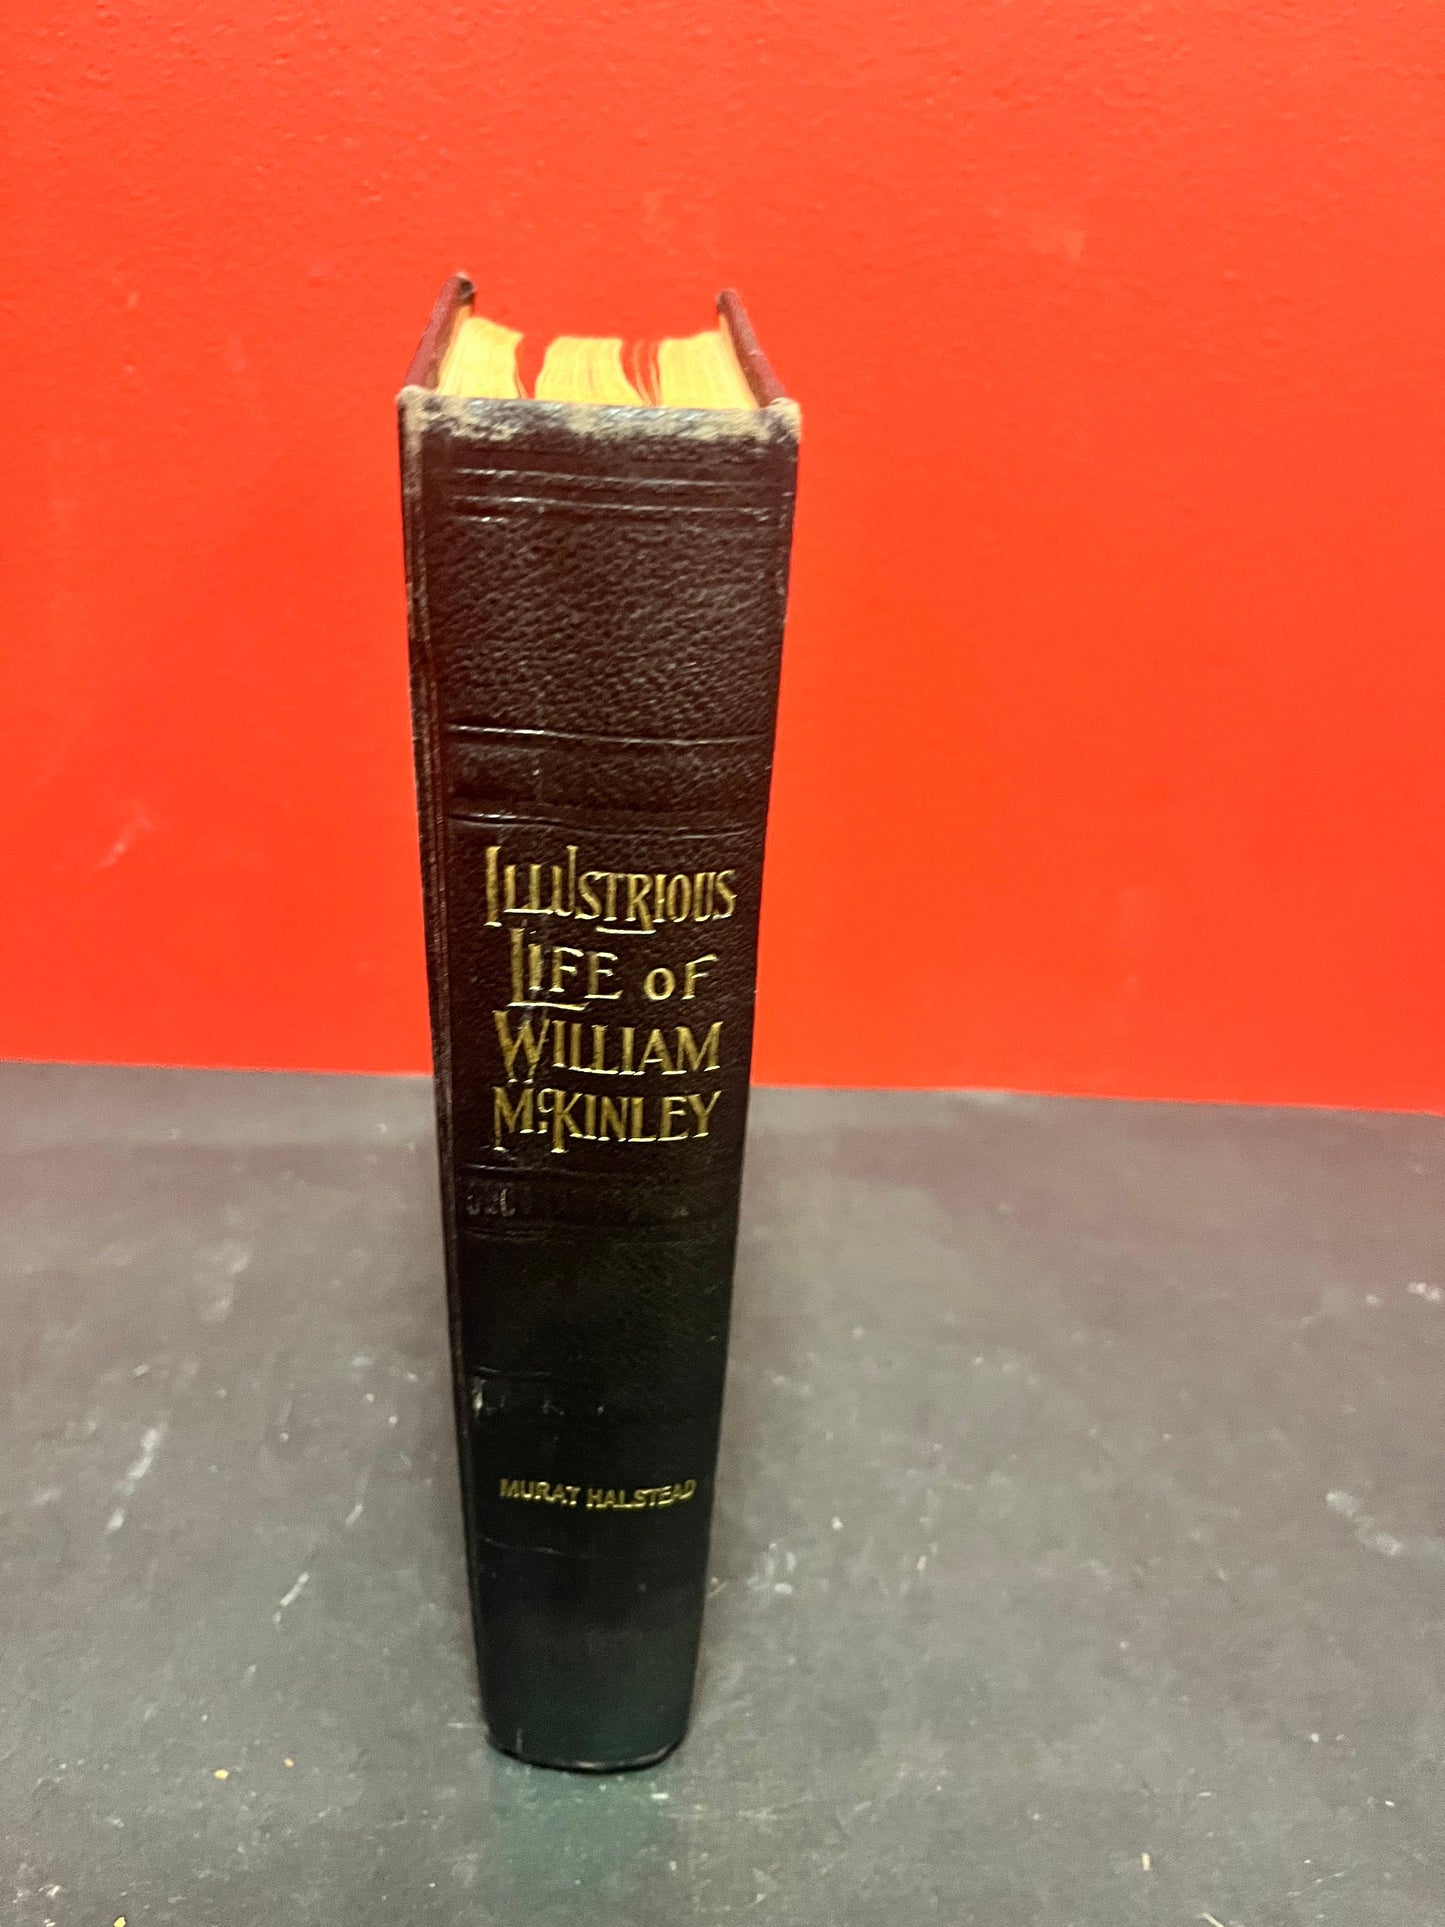 ILLUSTRIOUS
LIFE OF
WILLIAM
McKINLEY
MURAT HALSTEAD